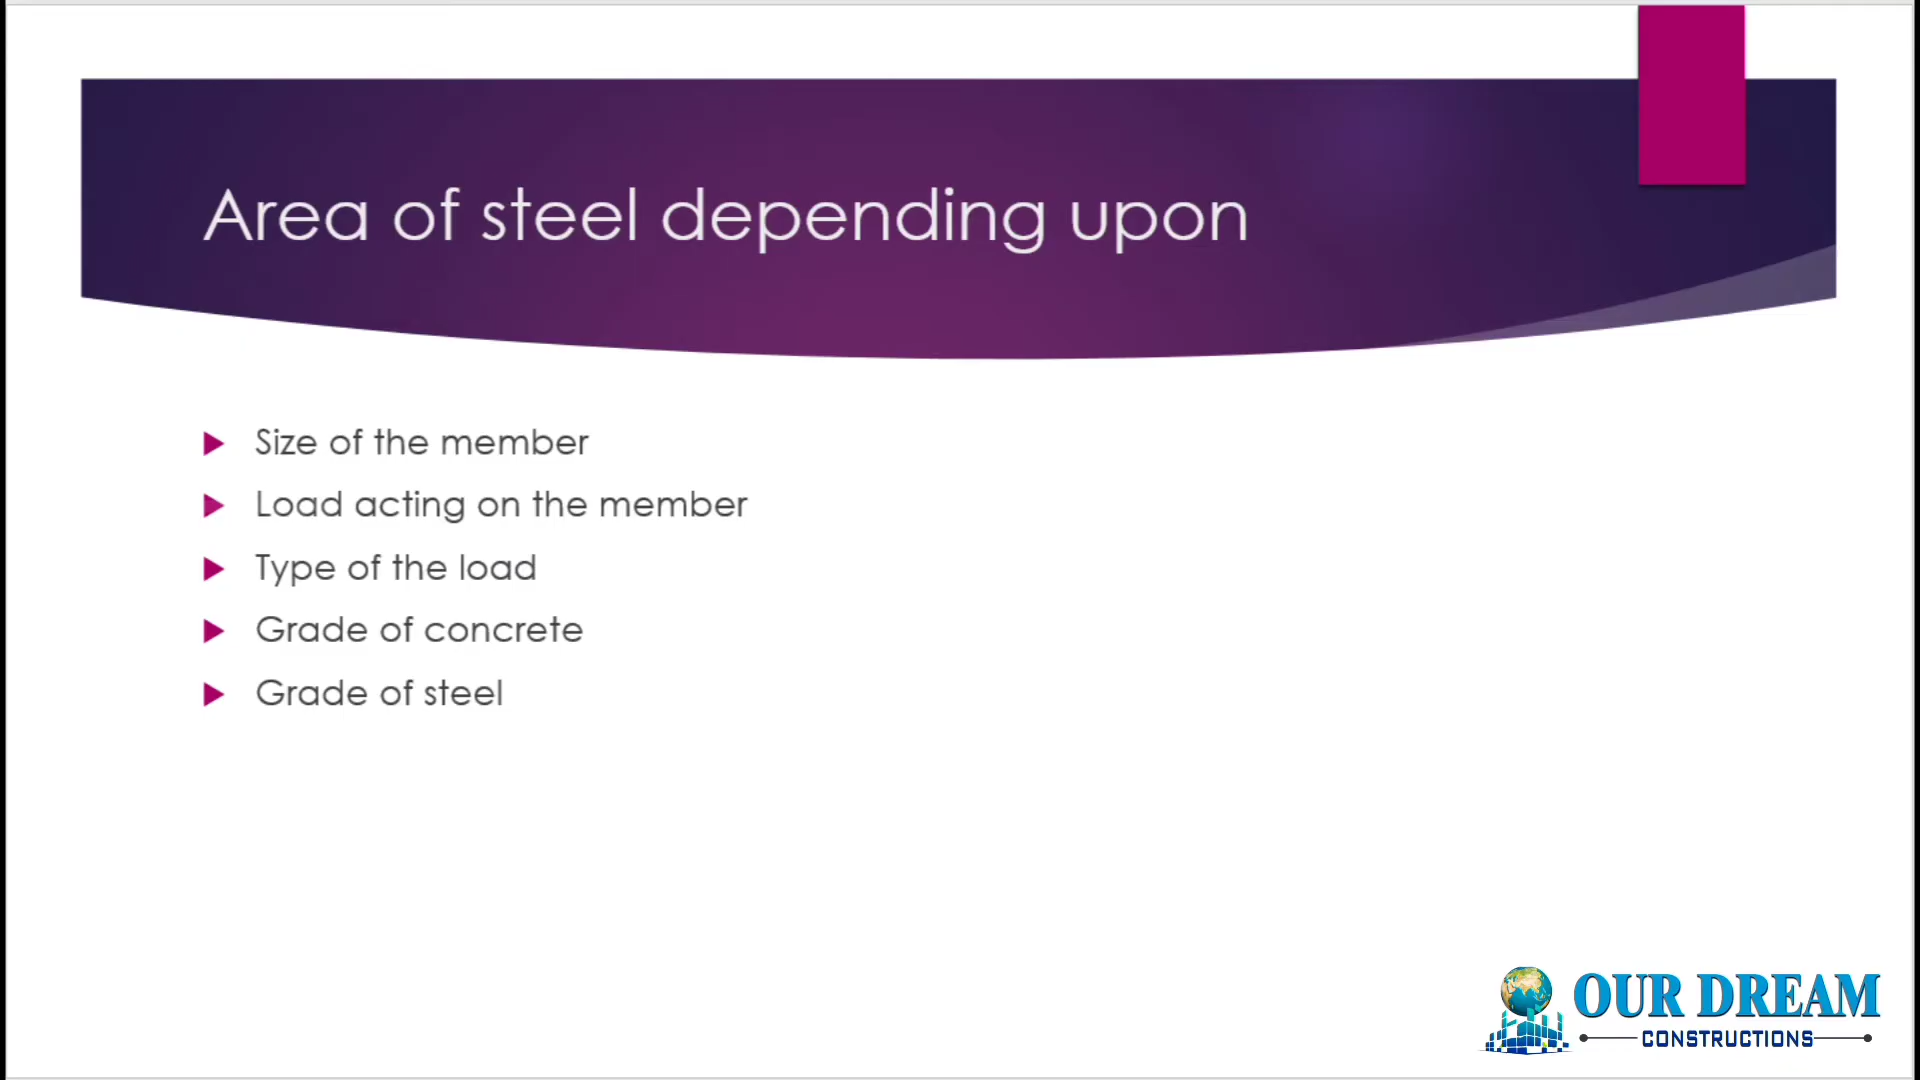 Area of steel depending upon
Size of the member
Load acting on the member
Type of the load
Grade of concrete
Grade of steel
OUR DREAM
CONSTRUCTIONS